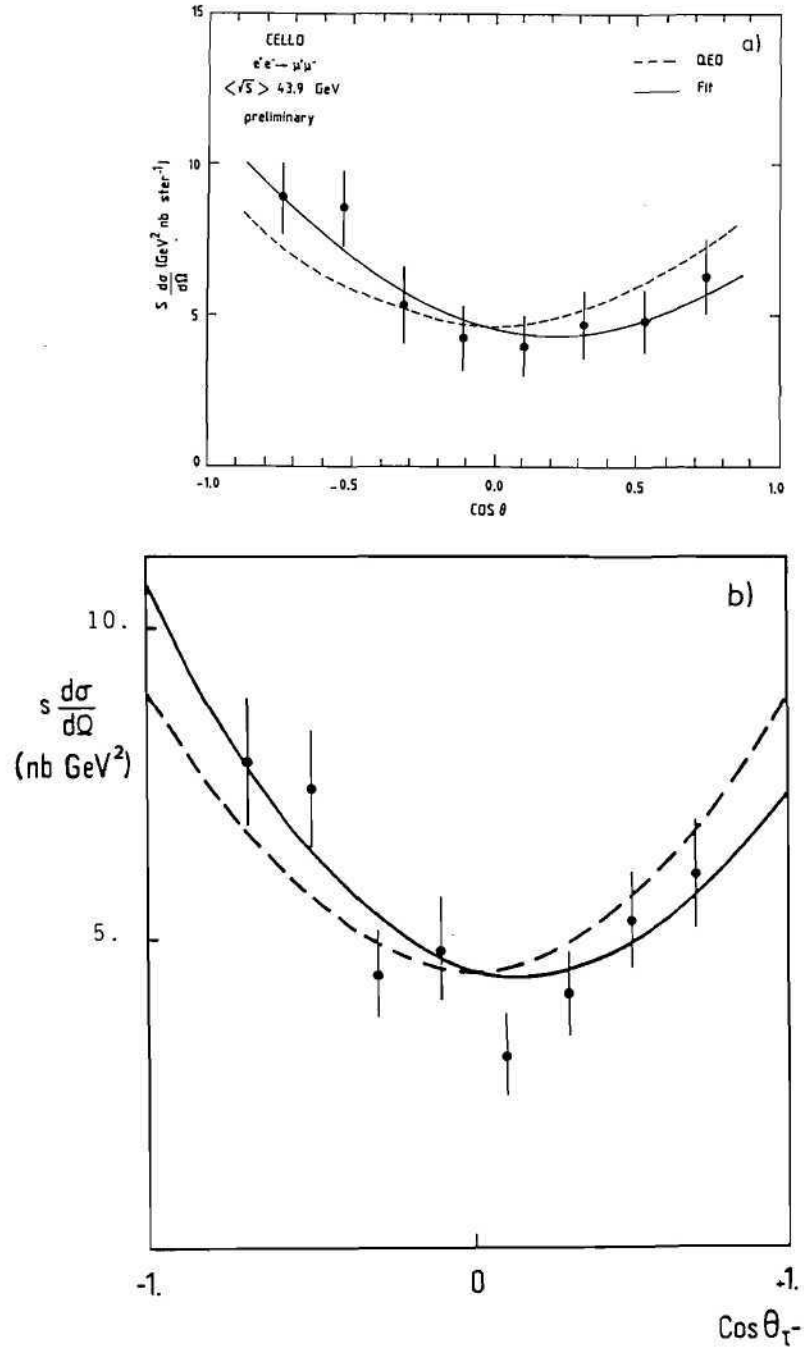 15
CELLO
e⁺e⁻→ μ⁺μ⁻
<√S> 43.9 GeV
preliminary
a)
--- QED
— Fit
10
5
0
S dσ/dΩ (GeV² nb ster⁻¹)
-1.0 -0.5 0.0 0.5 1.0
COS θ
b)
10.
s dσ/dΩ
(nb GeV²)
5.
-1. 0 +1.
Cos θτ-